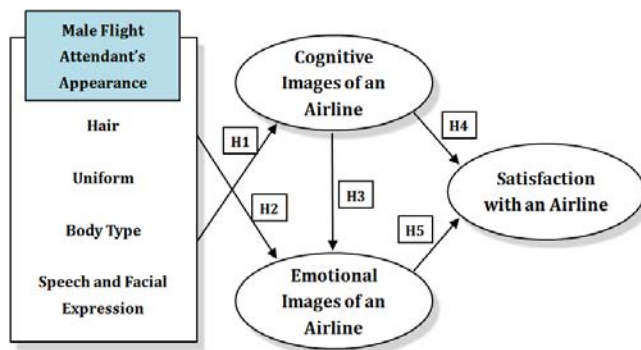 Male Flight
Attendant's
Appearance
Hair
Uniform
Body Type
Speech and Facial
Expression
H1
H2
Cognitive
Images of an
Airline
H3
Emotional
Images of an
Airline
H4
H5
Satisfaction
with an Airline